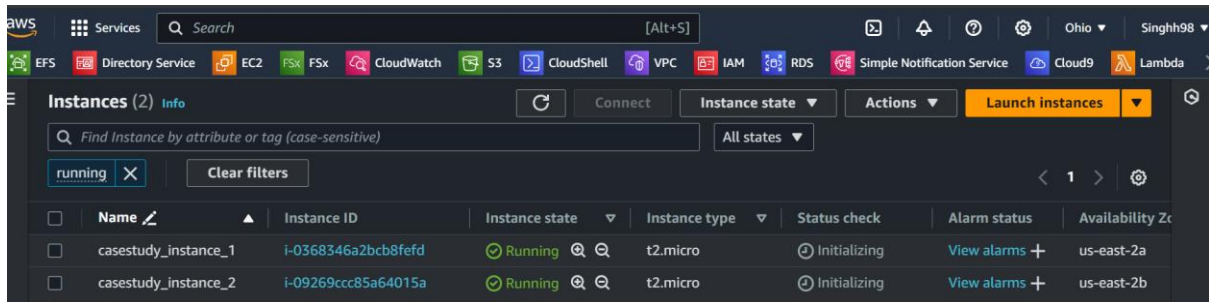 aws Services Search [Alt+S] Ohio Singhh98
EFS Directory Service EC2 FSx FSx CloudWatch S3 CloudShell VPC IAM RDS Simple Notification Service Cloud9 Lambda
Instances (2) Info Connect Instance state Actions Launch instances
Find Instance by attribute or tag (case-sensitive) All states
running Clear filters 1
Name Instance ID Instance state Instance type Status check Alarm status Availability Zo
casestudy_instance_1 i-0368346a2bcb8fefd Running t2.micro Initializing View alarms + us-east-2a
casestudy_instance_2 i-09269ccc85a64015a Running t2.micro Initializing View alarms + us-east-2b